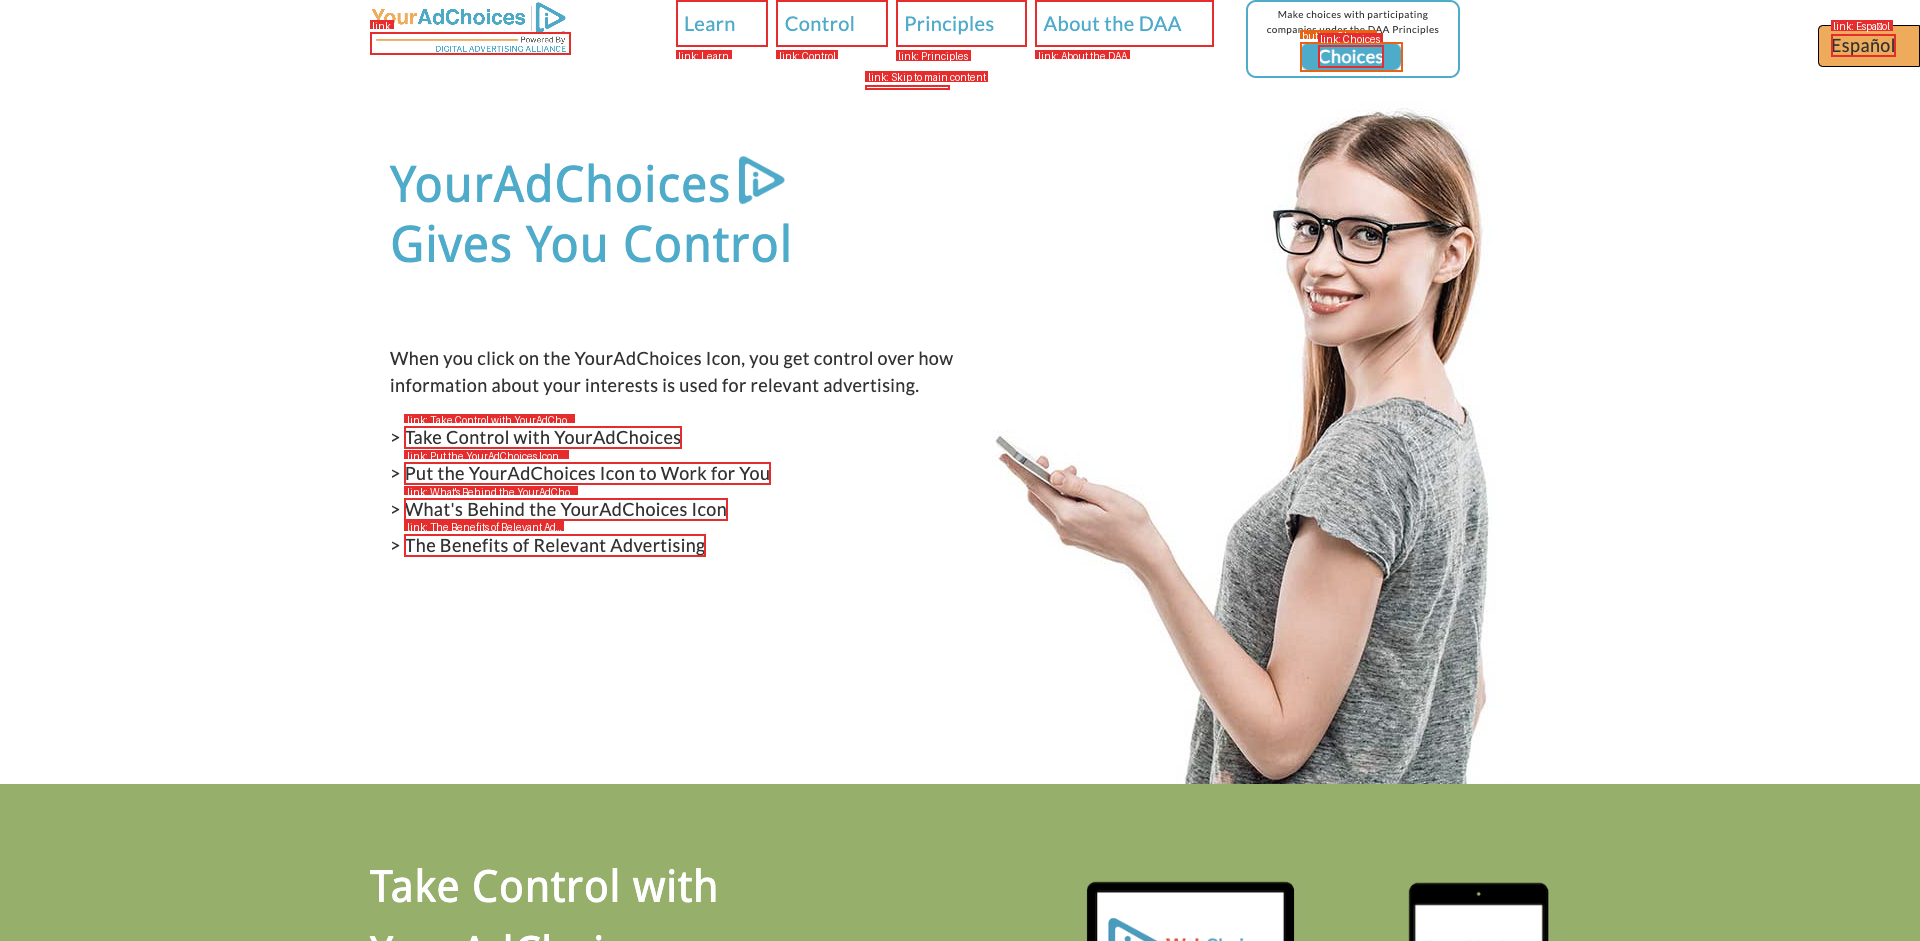 YourAdChoices
Powered By
DIGITAL ADVERTISING ALLIANCE
link
Learn
link: Learn
Control
link: Control
Principles
link: Principles
About the DAA
link: About the DAA
link: Skip to main content
Make choices with participating
companies under the DAA Principles
link: Choices
Choices
link: Español
Español
YourAdChoices
Gives You Control
When you click on the YourAdChoices Icon, you get control over how
information about your interests is used for relevant advertising.
link: Take Control with YourAdCho...
> Take Control with YourAdChoices
link: Put the YourAdChoices Icon ...
> Put the YourAdChoices Icon to Work for You
link: What's Behind the YourAdCho...
> What's Behind the YourAdChoices Icon
link: The Benefits of Relevant Ad...
> The Benefits of Relevant Advertising
Take Control with